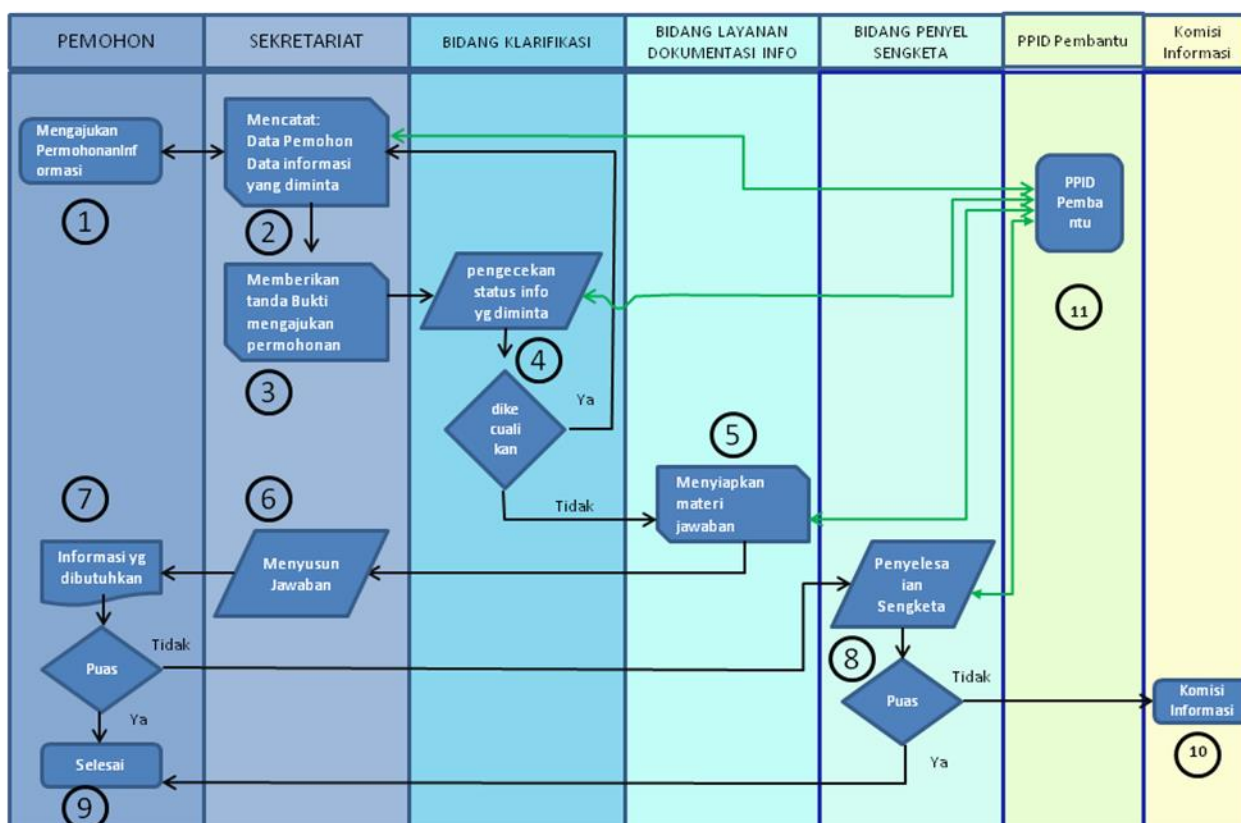 PEMOHON
SEKRETARIAT
BIDANG KLARIFIKASI
BIDANG LAYANAN
DOKUMENTASI INFO
BIDANG PENYEL
SENGKETA
PPID Pembantu
Komisi
Informasi
Mengajukan
PermohonanInf
ormasi
1
Mencatat:
Data Pemohon
Data informasi
yang diminta
2
Memberikan
tanda Bukti
mengajukan
permohonan
3
pengecekan
status info
yg diminta
4
dike
cuali
kan
Ya
Tidak
5
Menyiapkan
materi
jawaban
PPID
Pemba
ntu
11
6
Menyusun
Jawaban
7
Informasi yg
dibutuhkan
Puas
Tidak
Ya
Selesai
9
Penyelesa
ian
Sengketa
8
Puas
Tidak
Ya
Komisi
Informasi
10